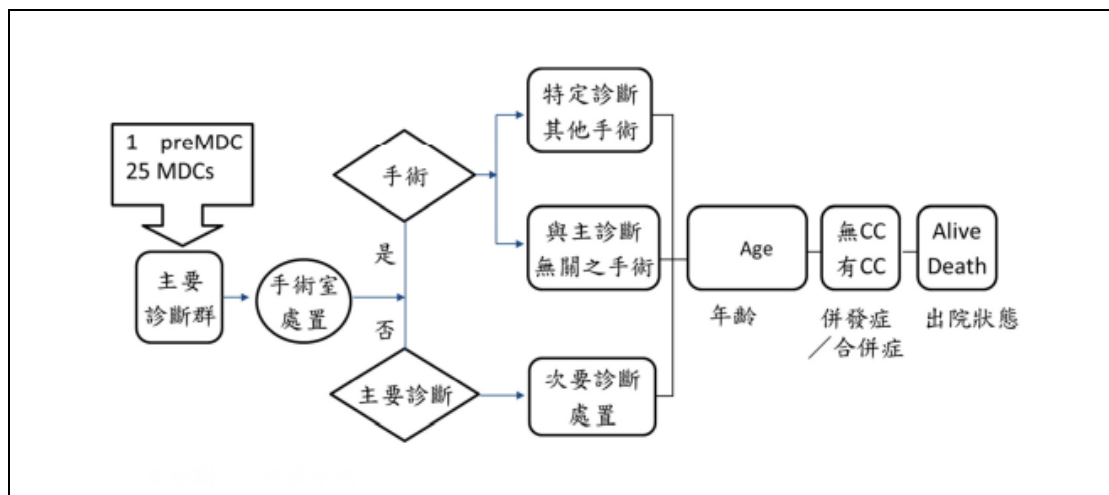 1 preMDC
25 MDCs
主要
診斷群
手術室
處置
是
否
手術
主要診斷
特定診斷
其他手術
與主診斷
無關之手術
次要診斷
處置
Age
年齡
無CC
有CC
併發症
／合併症
Alive
Death
出院狀態